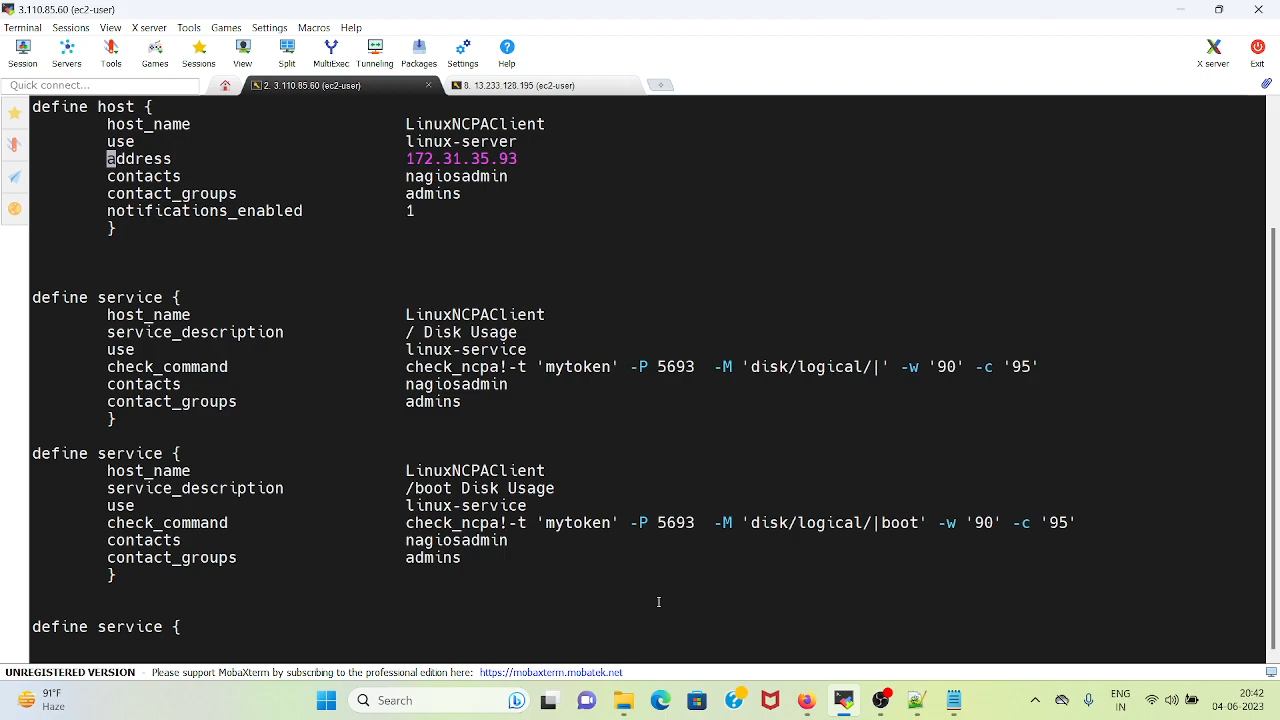 3.110.85.60 (ec2-user)
Terminal Sessions View X server Tools Games Settings Macros Help
Session Servers Tools Games Sessions View Split MultiExec Tunneling Packages Settings Help X server Exit
Quick connect... 2. 3.110.85.60 (ec2-user) 8. 13.233.128.195 (ec2-user)
define host {
host_name LinuxNCPAClient
use linux-server
address 172.31.35.93
contacts nagiosadmin
contact_groups admins
notifications_enabled 1
}
define service {
host_name LinuxNCPAClient
service_description / Disk Usage
use linux-service
check_command check_ncpa!-t 'mytoken' -P 5693 -M 'disk/logical/|' -w '90' -c '95'
contacts nagiosadmin
contact_groups admins
}
define service {
host_name LinuxNCPAClient
service_description /boot Disk Usage
use linux-service
check_command check_ncpa!-t 'mytoken' -P 5693 -M 'disk/logical/|boot' -w '90' -c '95'
contacts nagiosadmin
contact_groups admins
}
define service {
UNREGISTERED VERSION - Please support MobaXterm by subscribing to the professional edition here: https://mobaxterm.mobatek.net
91°F
Haze
Search
ENG
IN
20:42
04-06-2023